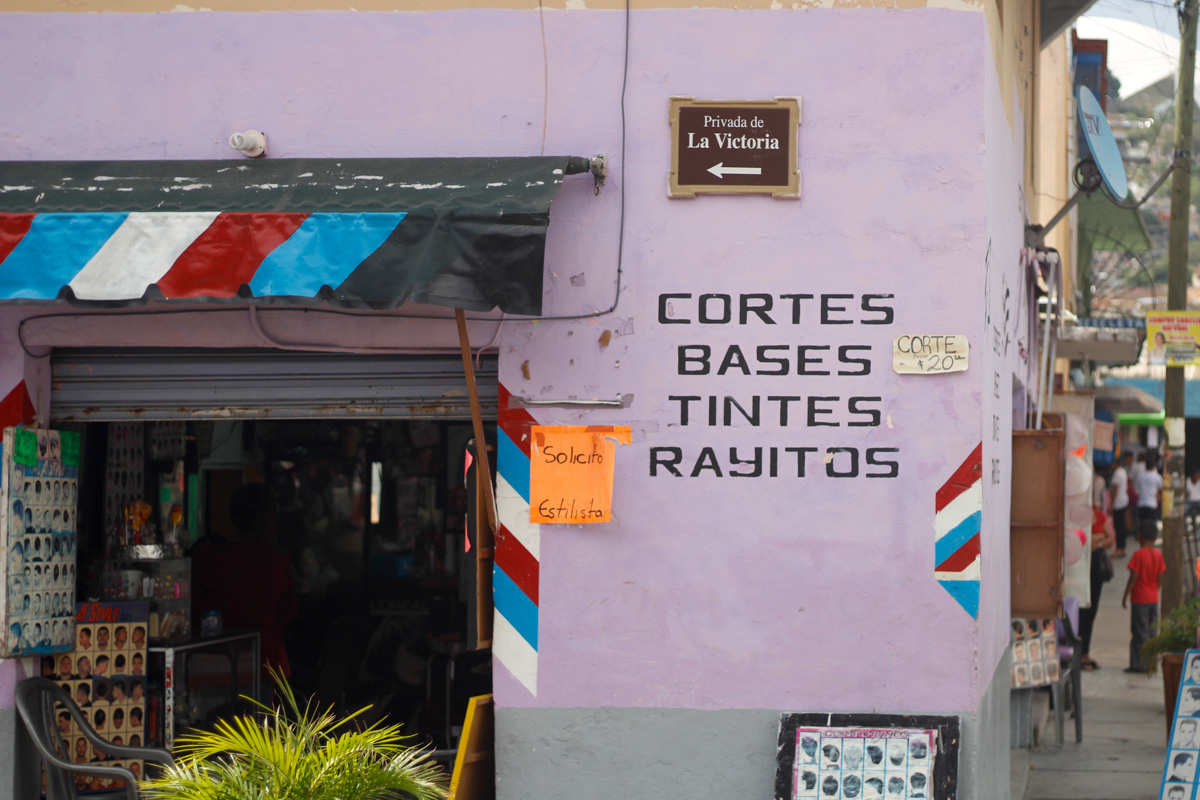 Privada de
La Victoria
CORTES
BASES
TINTES
RAYITOS
CORTE
$20
Solicito
Estilista